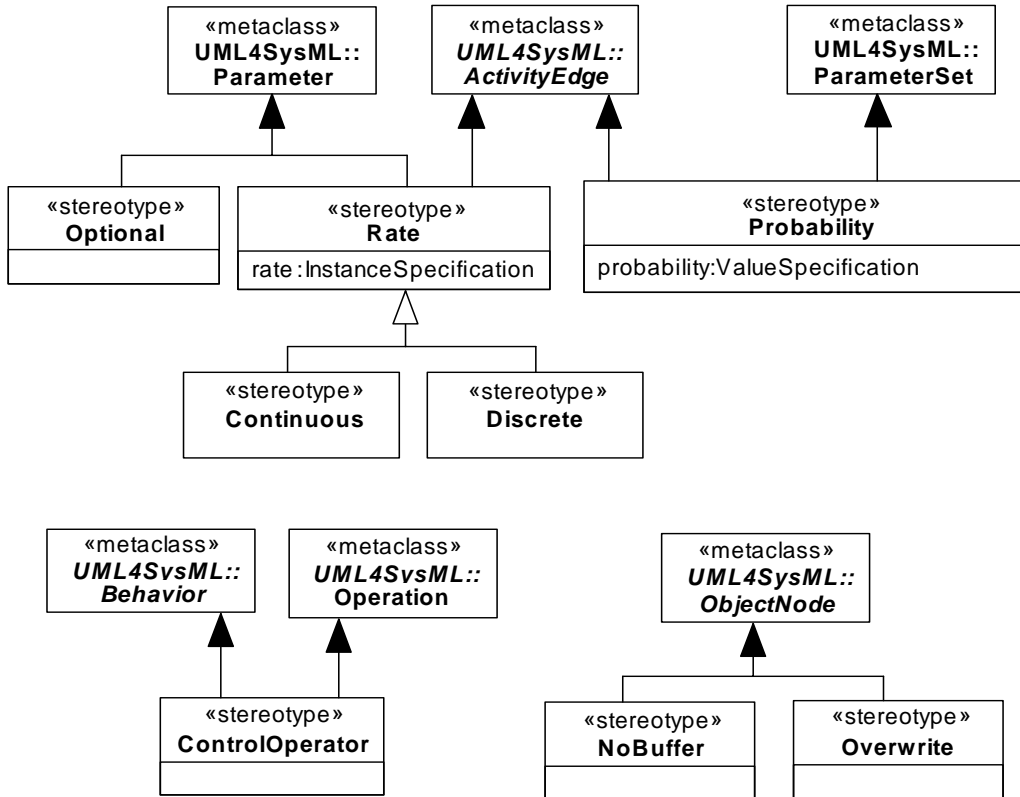 «metaclass»
UML4SysML::
Parameter
«metaclass»
UML4SysML::
ActivityEdge
«metaclass»
UML4SysML::
ParameterSet
«stereotype»
Optional
«stereotype»
Rate
rate:InstanceSpecification
«stereotype»
Probability
probability:ValueSpecification
«stereotype»
Continuous
«stereotype»
Discrete
«metaclass»
UML4SysML::
Behavior
«metaclass»
UML4SysML::
Operation
«metaclass»
UML4SysML::
ObjectNode
«stereotype»
ControlOperator
«stereotype»
NoBuffer
«stereotype»
Overwrite